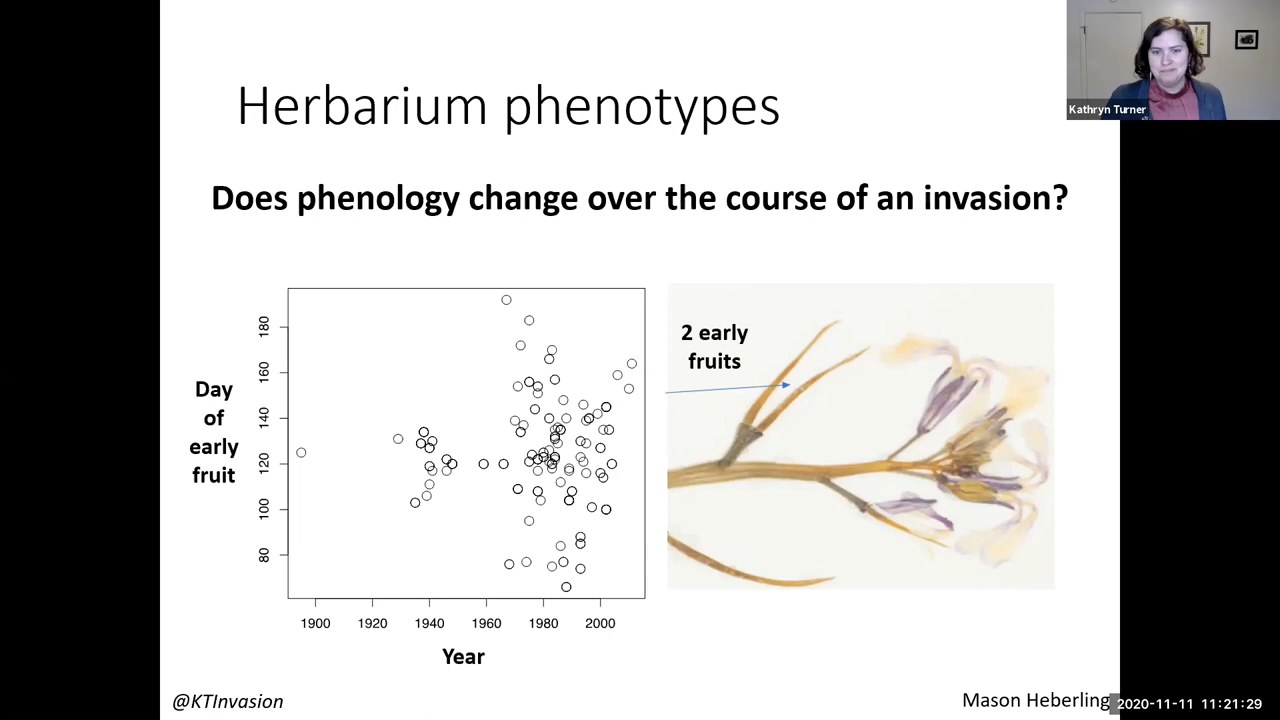 Herbarium phenotypes
Kathryn Turner
Does phenology change over the course of an invasion?
Day
of
early
fruit
180
160
140
120
100
80
1900 1920 1940 1960 1980 2000
Year
2 early
fruits
@KTInvasion
Mason Heberling
2020-11-11 11:21:29